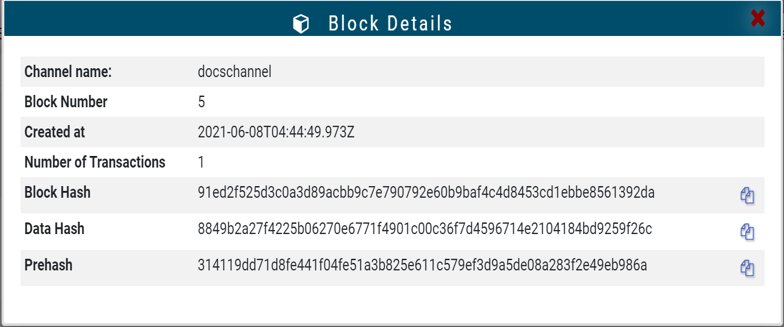 Block Details
Channel name: docschannel
Block Number 5
Created at 2021-06-08T04:44:49.973Z
Number of Transactions 1
Block Hash 91ed2f525d3c0a3d89acbb9c7e790792e60b9baf4c4d8453cd1ebbe8561392da
Data Hash 8849b2a27f4225b06270e6771f4901c00c36f7d4596714e2104184bd9259f26c
Prehash 314119dd71d8fe441f04fe51a3b825e611c579ef3d9a5de08a283f2e49eb986a